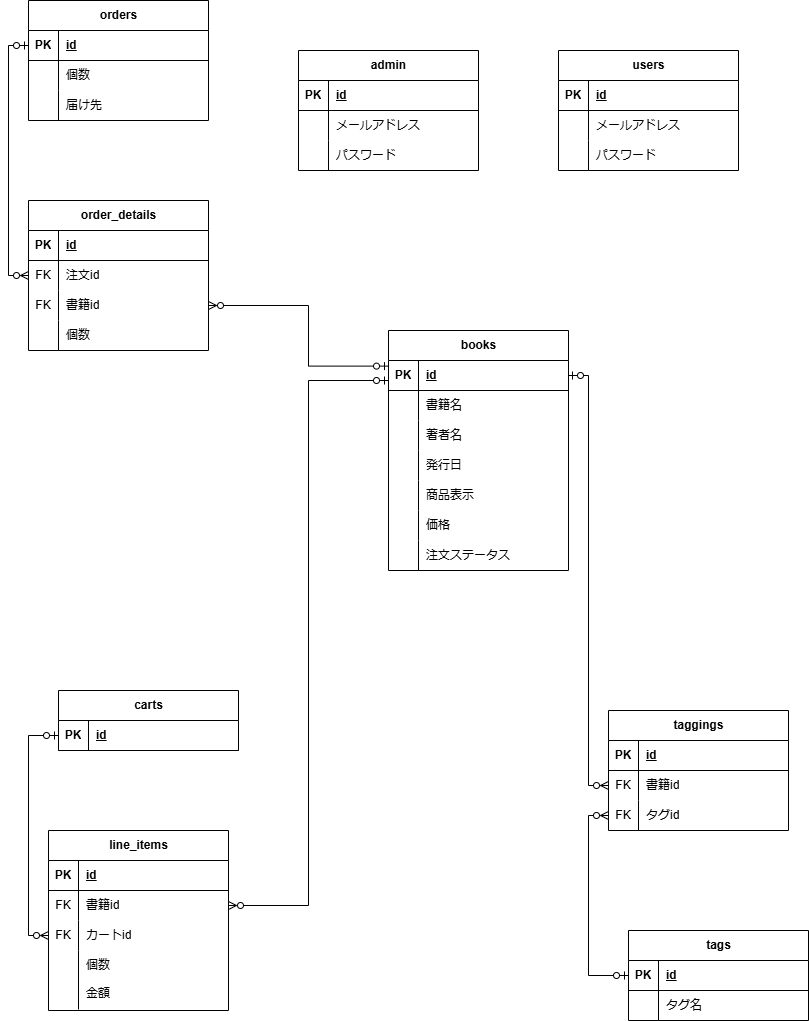 orders
PK id
個数
届け先
admin
PK id
メールアドレス
パスワード
users
PK id
メールアドレス
パスワード
order_details
PK id
FK 注文id
FK 書籍id
個数
books
PK id
書籍名
著者名
発行日
商品表示
価格
注文ステータス
carts
PK id
line_items
PK id
FK 書籍id
FK カートid
個数
金額
taggings
PK id
FK 書籍id
FK タグid
tags
PK id
タグ名